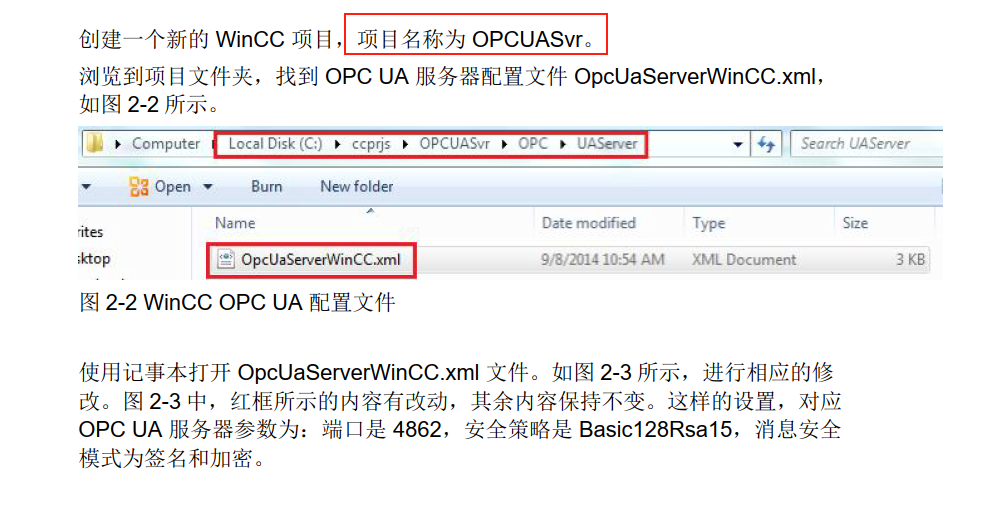 创建一个新的 WinCC 项目，项目名称为 OPCUASvr。
浏览到项目文件夹，找到 OPC UA 服务器配置文件 OpcUaServerWinCC.xml，
如图 2-2 所示。
Computer Local Disk (C:) ccprjs OPCUASvr OPC UAServer Search UAServer
Open Burn New folder
Name Date modified Type Size
rites
sktop
OpcUaServerWinCC.xml 9/8/2014 10:54 AM XML Document 3 KB
图 2-2 WinCC OPC UA 配置文件
使用记事本打开 OpcUaServerWinCC.xml 文件。如图 2-3 所示，进行相应的修
改。图 2-3 中，红框所示的内容有改动，其余内容保持不变。这样的设置，对应
OPC UA 服务器参数为：端口是 4862，安全策略是 Basic128Rsa15，消息安全
模式为签名和加密。